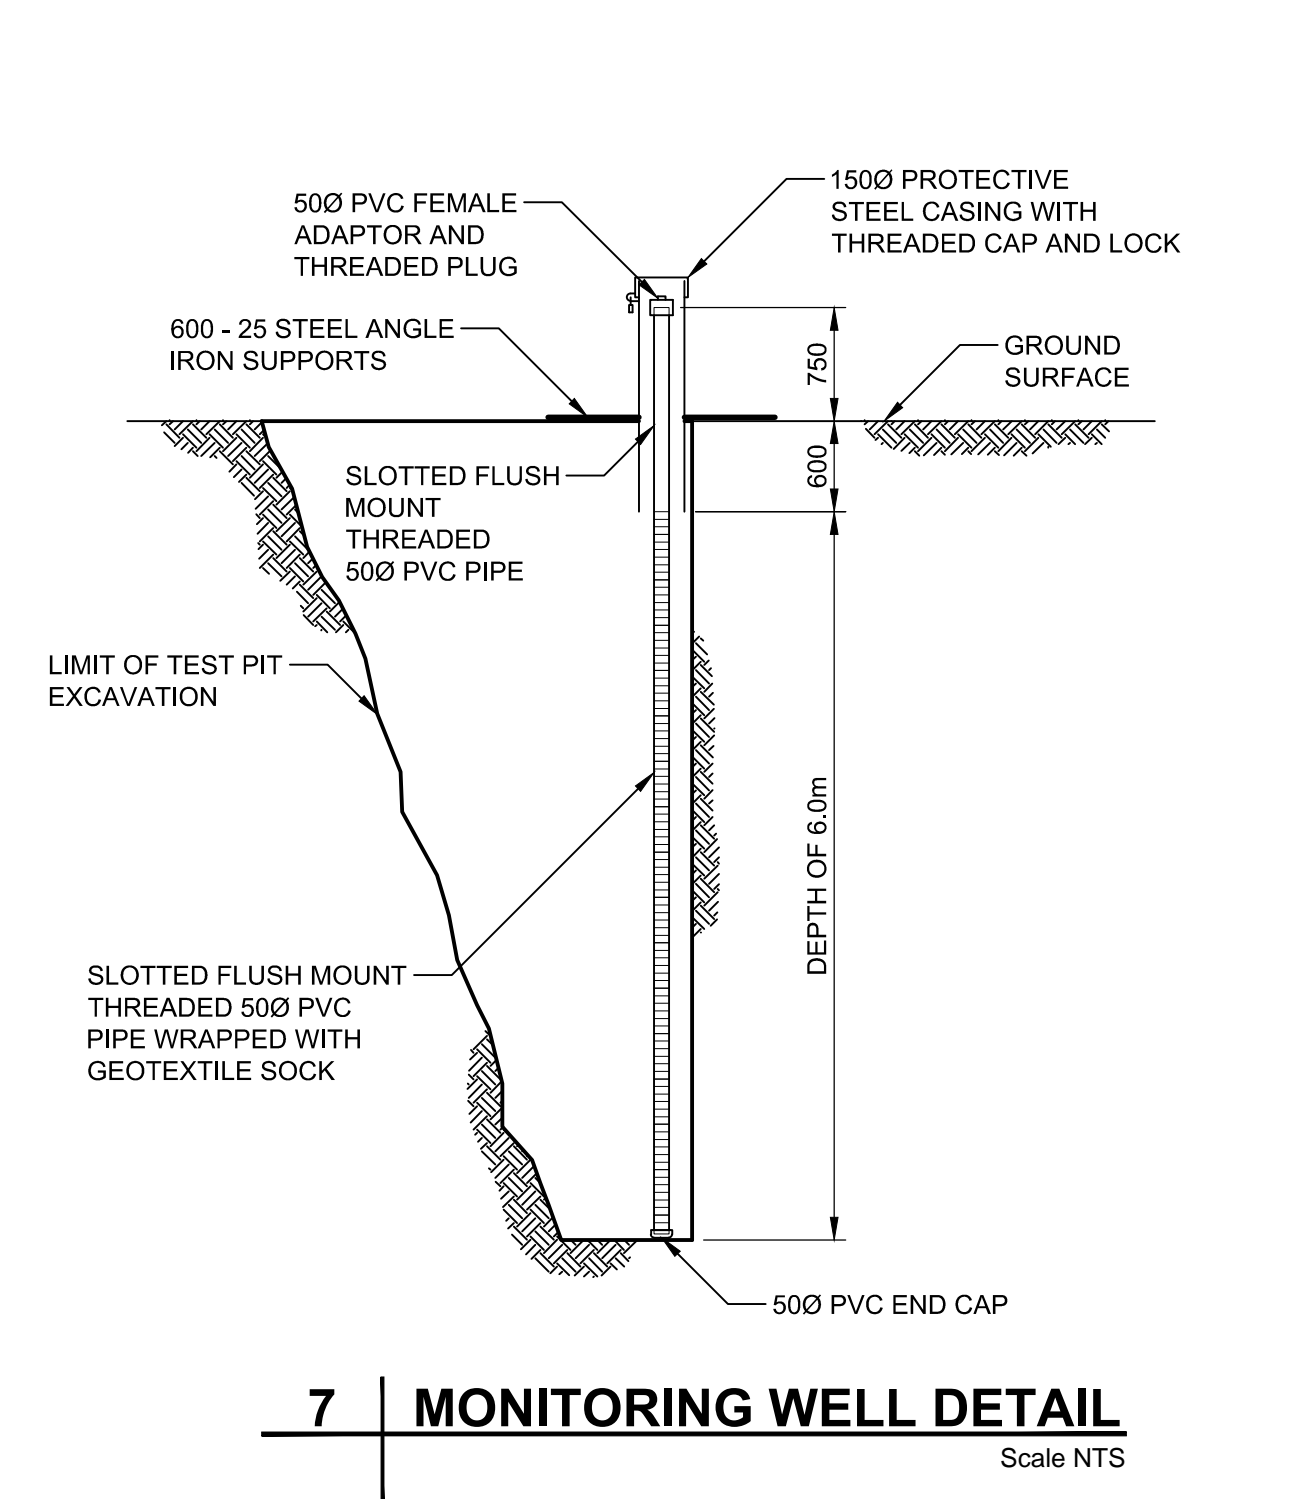 150Ø PROTECTIVE
STEEL CASING WITH
THREADED CAP AND LOCK
50Ø PVC FEMALE
ADAPTOR AND
THREADED PLUG
600 - 25 STEEL ANGLE
IRON SUPPORTS
750
GROUND
SURFACE
600
SLOTTED FLUSH
MOUNT
THREADED
50Ø PVC PIPE
LIMIT OF TEST PIT
EXCAVATION
DEPTH OF 6.0m
SLOTTED FLUSH MOUNT
THREADED 50Ø PVC
PIPE WRAPPED WITH
GEOTEXTILE SOCK
50Ø PVC END CAP
7 MONITORING WELL DETAIL
Scale NTS